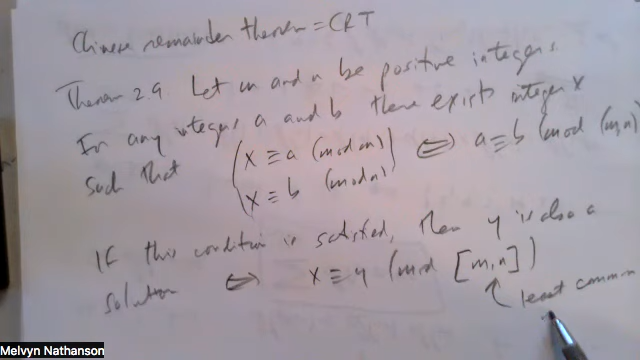 Chinese remainder theorem = CRT
Theorem 2.9. Let m and n be positive integers.
For any integers a and b there exists integer x
such that (x ≡ a (mod m) ⇔ a ≡ b (mod (m,n)
x ≡ b (mod n)
If this condition is satisfied, then y is also a
solution ⇔ x ≡ y (mod [m,n])
least common
Melvyn Nathanson